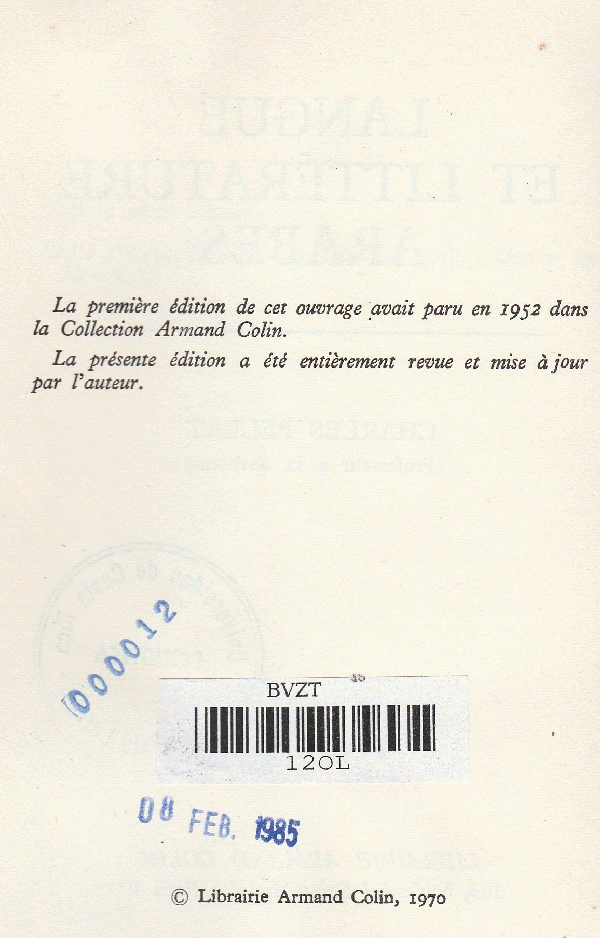 La première édition de cet ouvrage avait paru en 1952 dans
la Collection Armand Colin.
La présente édition a été entièrement revue et mise à jour
par l'auteur.
000012
BVZT
120L
08 FEB. 1985
© Librairie Armand Colin, 1970